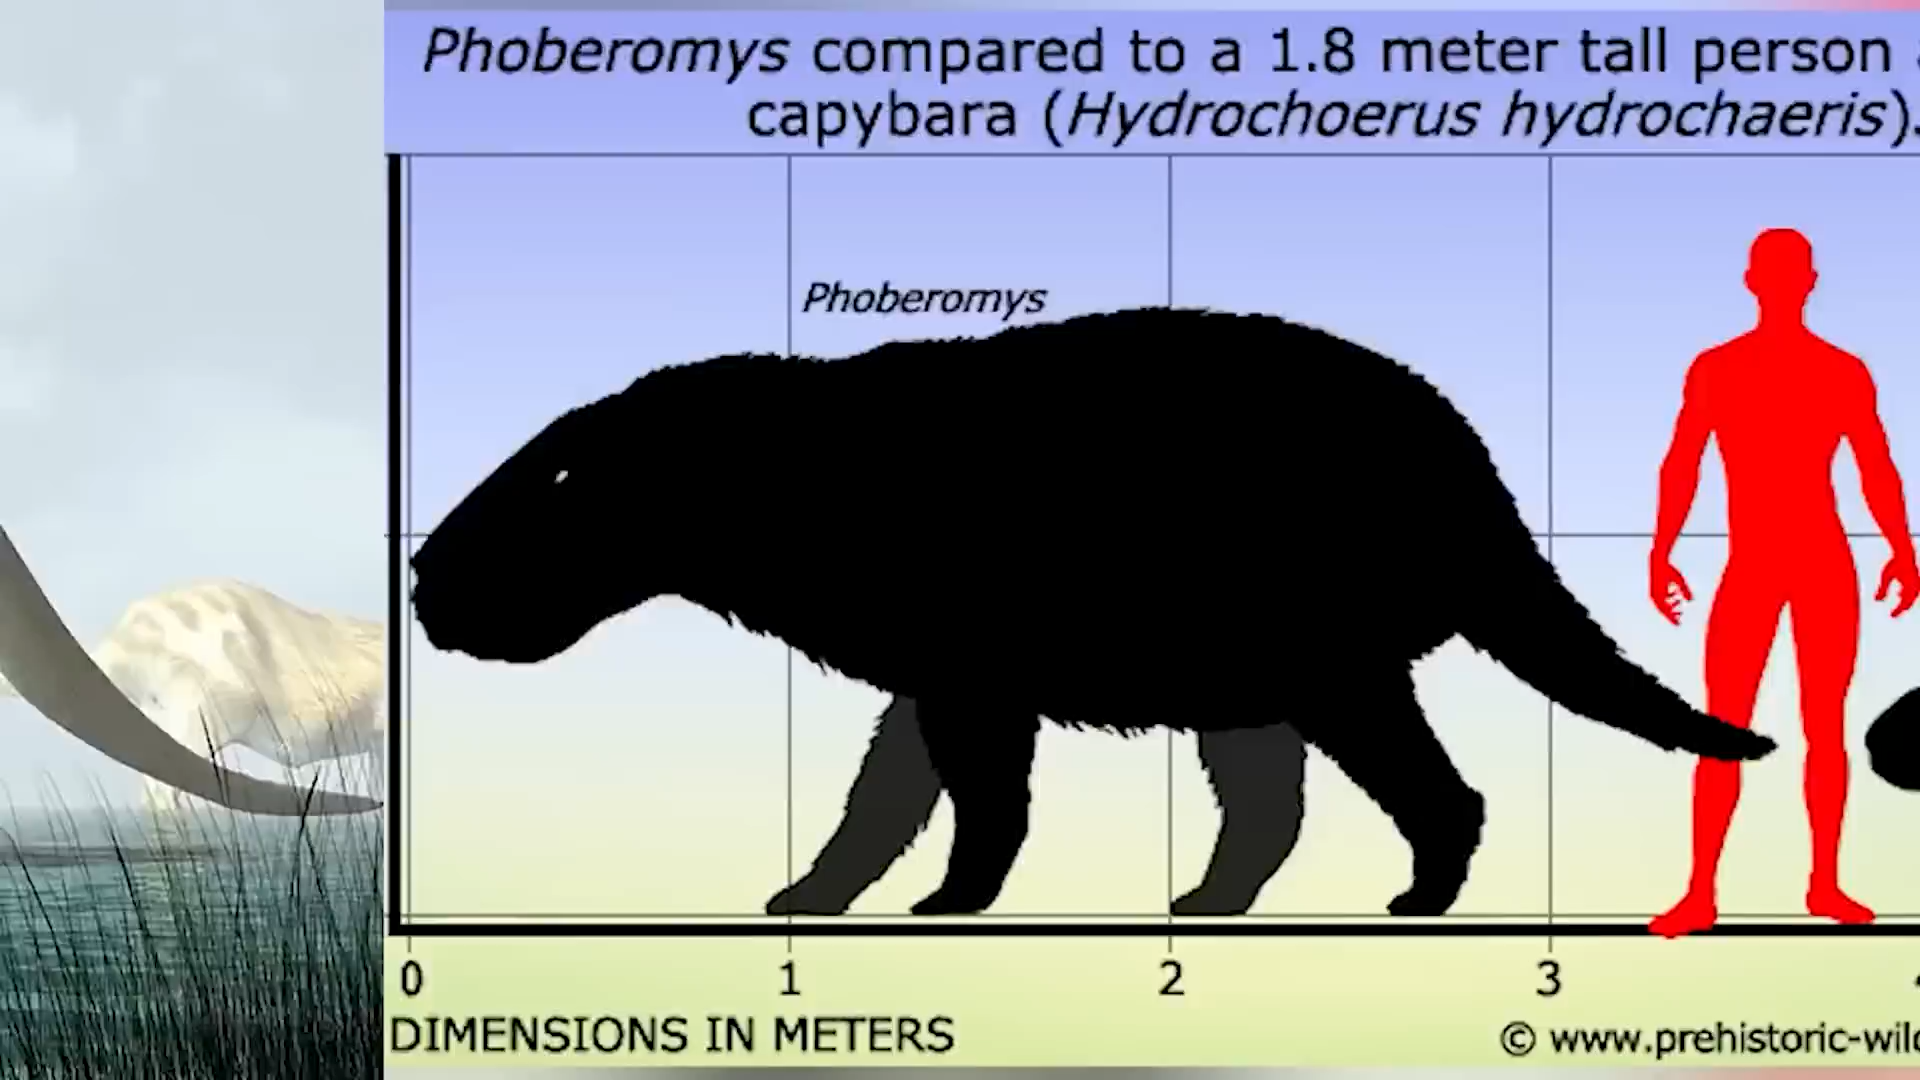 Phoberomys compared to a 1.8 meter tall person
capybara (Hydrochoerus hydrochaeris).
Phoberomys
0 1 2 3
DIMENSIONS IN METERS
© www.prehistoric-wild